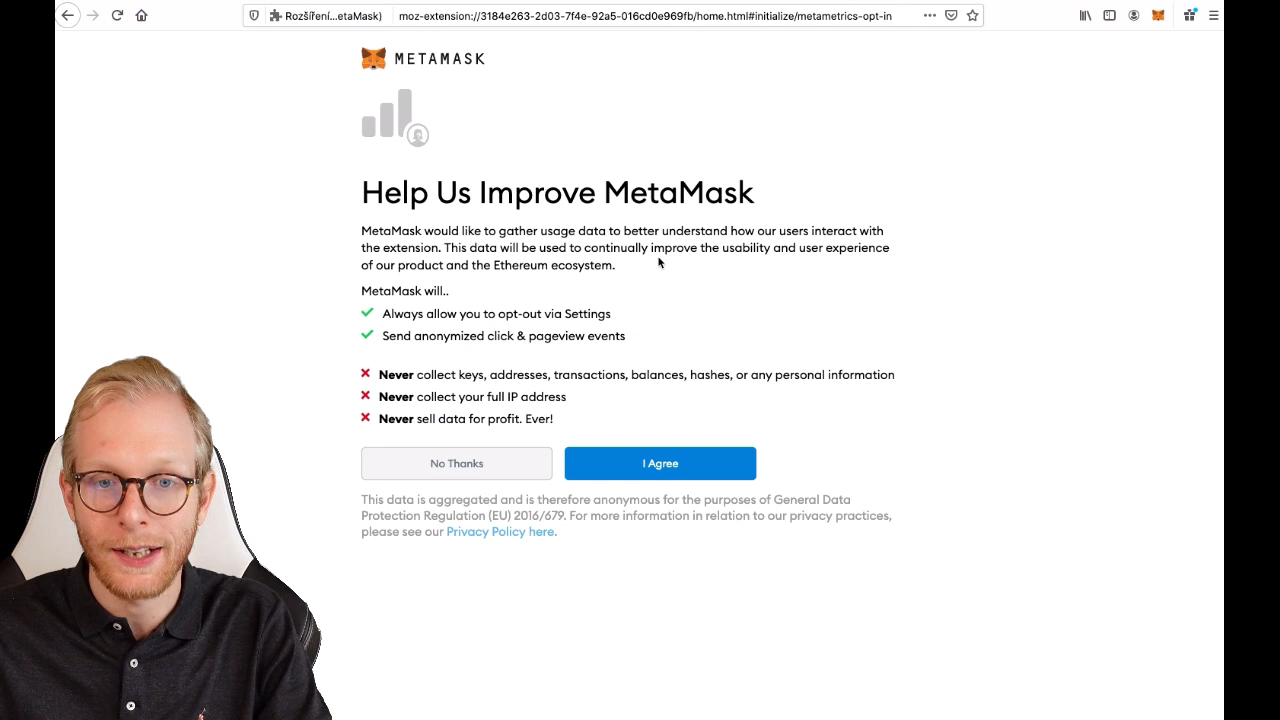 Rozšíření...etaMask)
moz-extension://3184e263-2d03-7f4e-92a5-016cd0e969fb/home.html#initialize/metametrics-opt-in
METAMASK
Help Us Improve MetaMask
MetaMask would like to gather usage data to better understand how our users interact with
the extension. This data will be used to continually improve the usability and user experience
of our product and the Ethereum ecosystem.
MetaMask will..
Always allow you to opt-out via Settings
Send anonymized click & pageview events
Never collect keys, addresses, transactions, balances, hashes, or any personal information
Never collect your full IP address
Never sell data for profit. Ever!
No Thanks
I Agree
This data is aggregated and is therefore anonymous for the purposes of General Data
Protection Regulation (EU) 2016/679. For more information in relation to our privacy practices,
please see our Privacy Policy here.